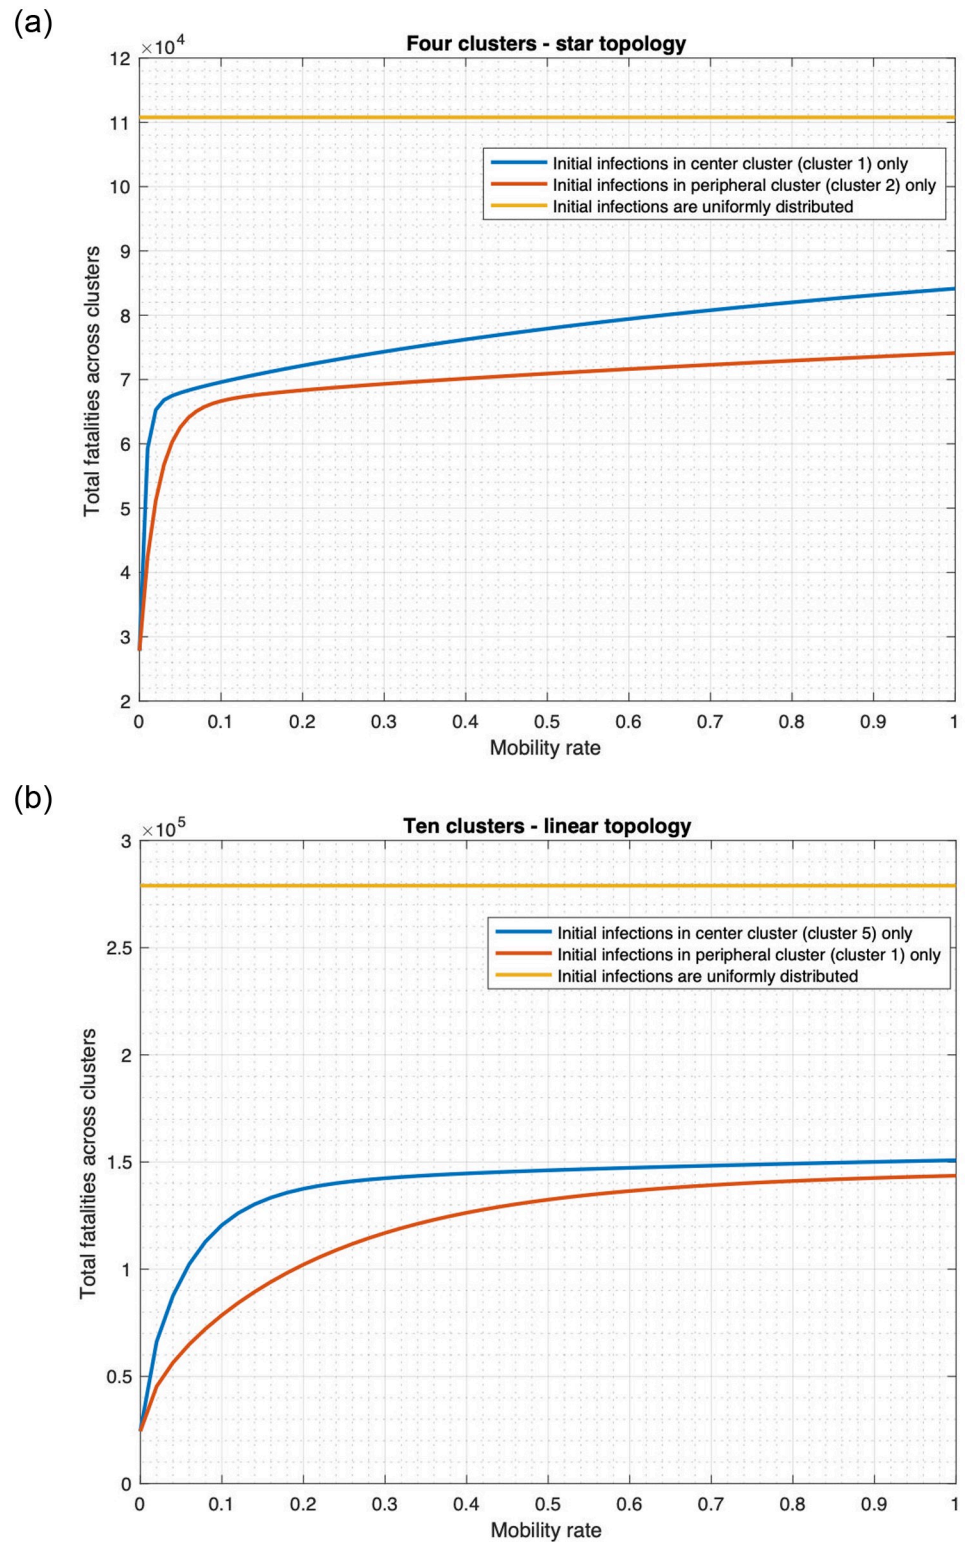 (a)
×10⁴
Four clusters - star topology
12
11
10
9
8
7
6
5
4
3
2
Total fatalities across clusters
Initial infections in center cluster (cluster 1) only
Initial infections in peripheral cluster (cluster 2) only
Initial infections are uniformly distributed
0 0.1 0.2 0.3 0.4 0.5 0.6 0.7 0.8 0.9 1
Mobility rate
(b)
×10⁵
Ten clusters - linear topology
3
2.5
2
1.5
1
0.5
0
Total fatalities across clusters
Initial infections in center cluster (cluster 5) only
Initial infections in peripheral cluster (cluster 1) only
Initial infections are uniformly distributed
0 0.1 0.2 0.3 0.4 0.5 0.6 0.7 0.8 0.9 1
Mobility rate